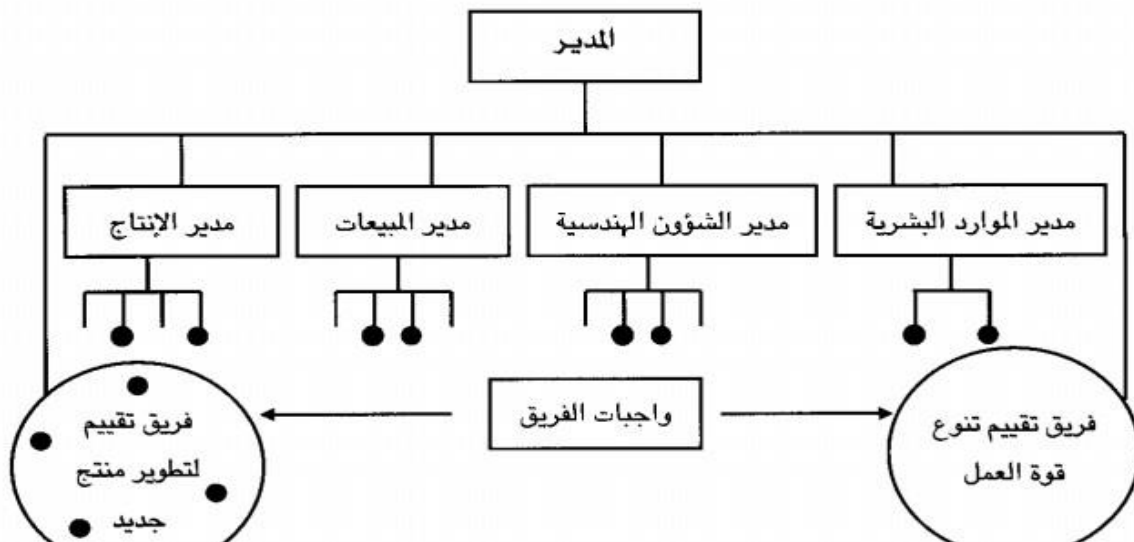 المدير
مدير الموارد البشرية
مدير الشؤون الهندسية
مدير المبيعات
مدير الإنتاج
فريق تقييم تنوع
قوة العمل
واجبات الفريق
فريق تقييم
لتطوير منتج
جديد